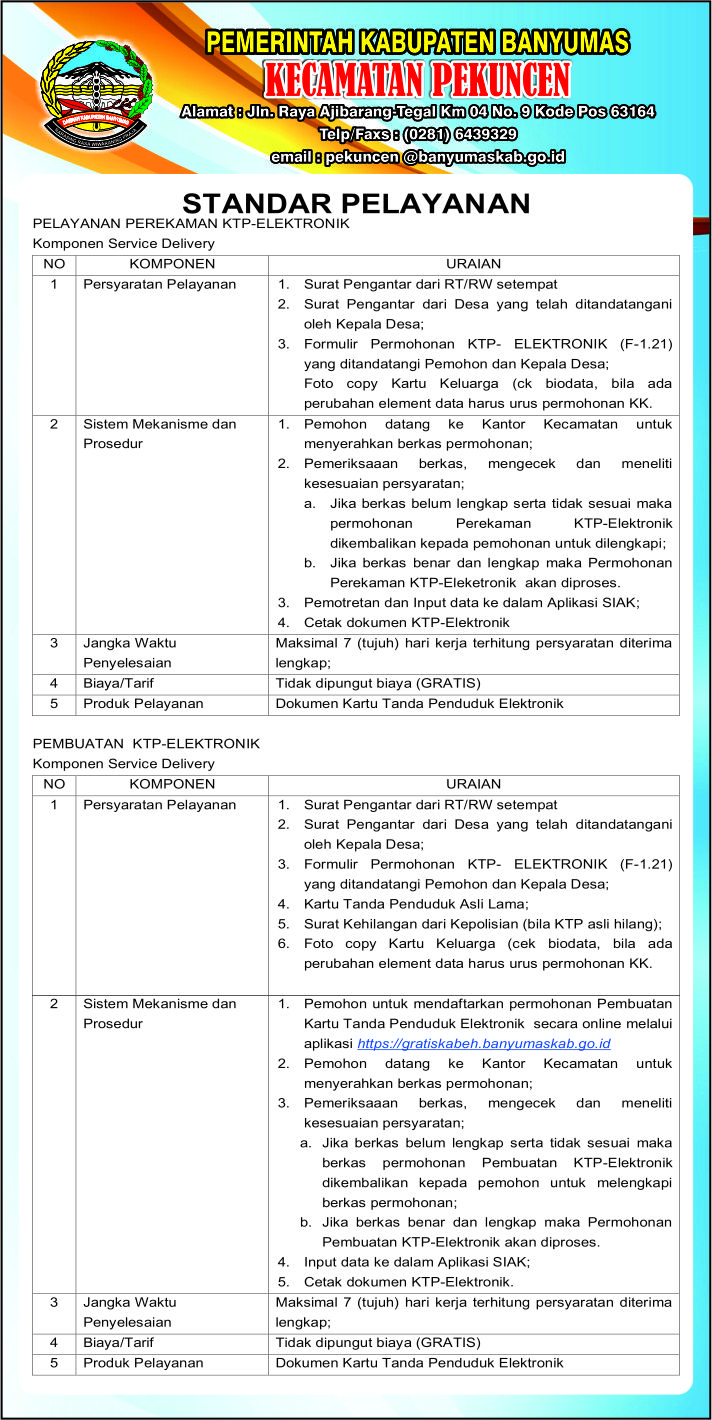 PEMERINTAH KABUPATEN BANYUMAS
KECAMATAN PEKUNCEN
Alamat : Jln. Raya Ajibarang-Tegal Km 04 No. 9 Kode Pos 63164
Telp/Faxs : (0281) 6439329
email : pekuncen @banyumaskab.go.id
STANDAR PELAYANAN
PELAYANAN PEREKAMAN KTP-ELEKTRONIK
Komponen Service Delivery
NO KOMPONEN URAIAN
1 Persyaratan Pelayanan 1. Surat Pengantar dari RT/RW setempat
2. Surat Pengantar dari Desa yang telah ditandatangani
oleh Kepala Desa;
3. Formulir Permohonan KTP- ELEKTRONIK (F-1.21)
yang ditandatangi Pemohon dan Kepala Desa;
Foto copy Kartu Keluarga (ck biodata, bila ada
perubahan element data harus urus permohonan KK.
2 Sistem Mekanisme dan 1. Pemohon datang ke Kantor Kecamatan untuk
Prosedur menyerahkan berkas permohonan;
2. Pemeriksaaan berkas, mengecek dan meneliti
kesesuaian persyaratan;
a. Jika berkas belum lengkap serta tidak sesuai maka
permohonan Perekaman KTP-Elektronik
dikembalikan kepada pemohonan untuk dilengkapi;
b. Jika berkas benar dan lengkap maka Permohonan
Perekaman KTP-Eleketronik akan diproses.
3. Pemotretan dan Input data ke dalam Aplikasi SIAK;
4. Cetak dokumen KTP-Elektronik
3 Jangka Waktu Maksimal 7 (tujuh) hari kerja terhitung persyaratan diterima
Penyelesaian lengkap;
4 Biaya/Tarif Tidak dipungut biaya (GRATIS)
5 Produk Pelayanan Dokumen Kartu Tanda Penduduk Elektronik
PEMBUATAN KTP-ELEKTRONIK
Komponen Service Delivery
NO KOMPONEN URAIAN
1 Persyaratan Pelayanan 1. Surat Pengantar dari RT/RW setempat
2. Surat Pengantar dari Desa yang telah ditandatangani
oleh Kepala Desa;
3. Formulir Permohonan KTP- ELEKTRONIK (F-1.21)
yang ditandatangi Pemohon dan Kepala Desa;
4. Kartu Tanda Penduduk Asli Lama;
5. Surat Kehilangan dari Kepolisian (bila KTP asli hilang);
6. Foto copy Kartu Keluarga (cek biodata, bila ada
perubahan element data harus urus permohonan KK.
2 Sistem Mekanisme dan 1. Pemohon untuk mendaftarkan permohonan Pembuatan
Prosedur Kartu Tanda Penduduk Elektronik secara online melalui
aplikasi https://gratiskabeh.banyumaskab.go.id
2. Pemohon datang ke Kantor Kecamatan untuk
menyerahkan berkas permohonan;
3. Pemeriksaaan berkas, mengecek dan meneliti
kesesuaian persyaratan;
a. Jika berkas belum lengkap serta tidak sesuai maka
berkas permohonan Pembuatan KTP-Elektronik
dikembalikan kepada pemohon untuk melengkapi
berkas permohonan;
b. Jika berkas benar dan lengkap maka Permohonan
Pembuatan KTP-Elektronik akan diproses.
4. Input data ke dalam Aplikasi SIAK;
5. Cetak dokumen KTP-Elektronik.
3 Jangka Waktu Maksimal 7 (tujuh) hari kerja terhitung persyaratan diterima
Penyelesaian lengkap;
4 Biaya/Tarif Tidak dipungut biaya (GRATIS)
5 Produk Pelayanan Dokumen Kartu Tanda Penduduk Elektronik